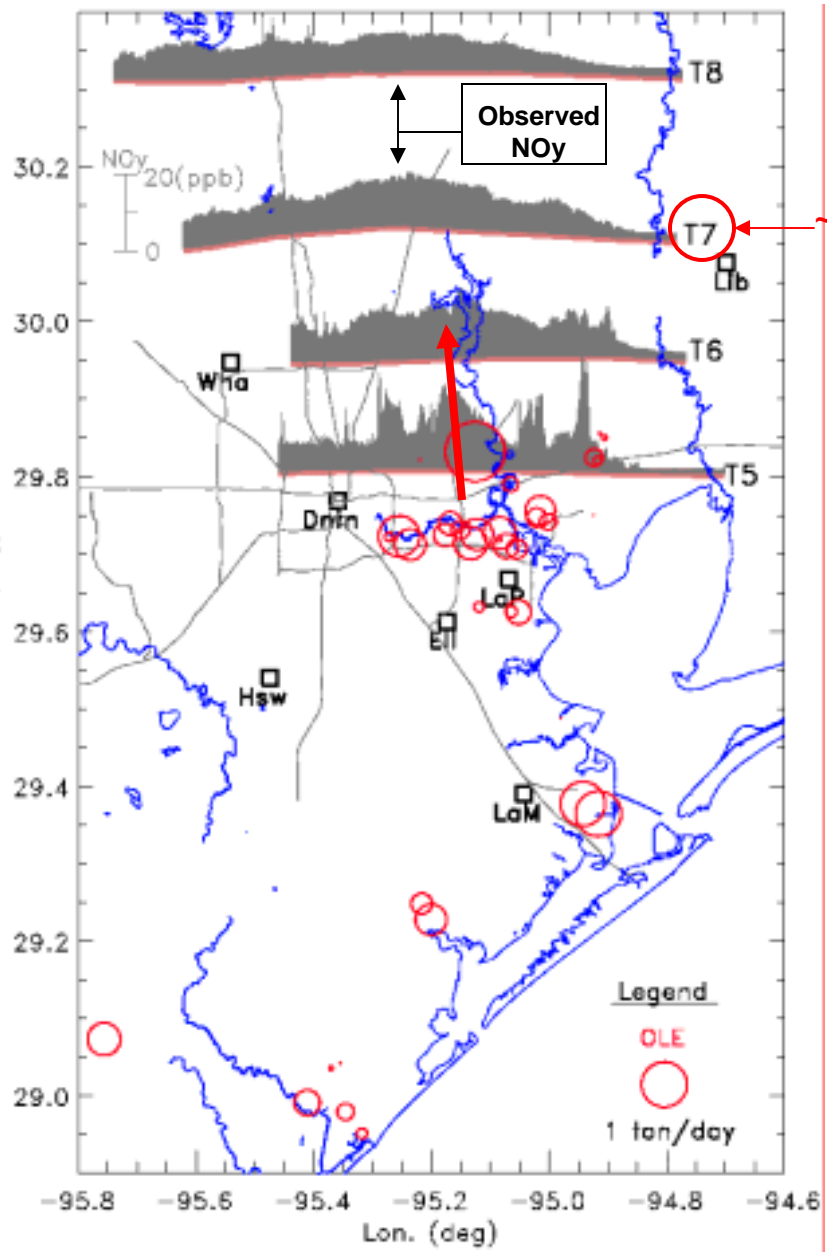 T8
Observed
NOy
NOy
20(ppb)
0
T7
30.2
30.0
T6
Wha
29.8
T5
Dntn
LaP
29.6
Ell
Hsw
29.4
LaM
29.2
Legend
OLE
29.0
1 ton/day
−95.8
−95.6
−95.4
−95.2
−95.0
−94.8
−94.6
Lon. (deg)